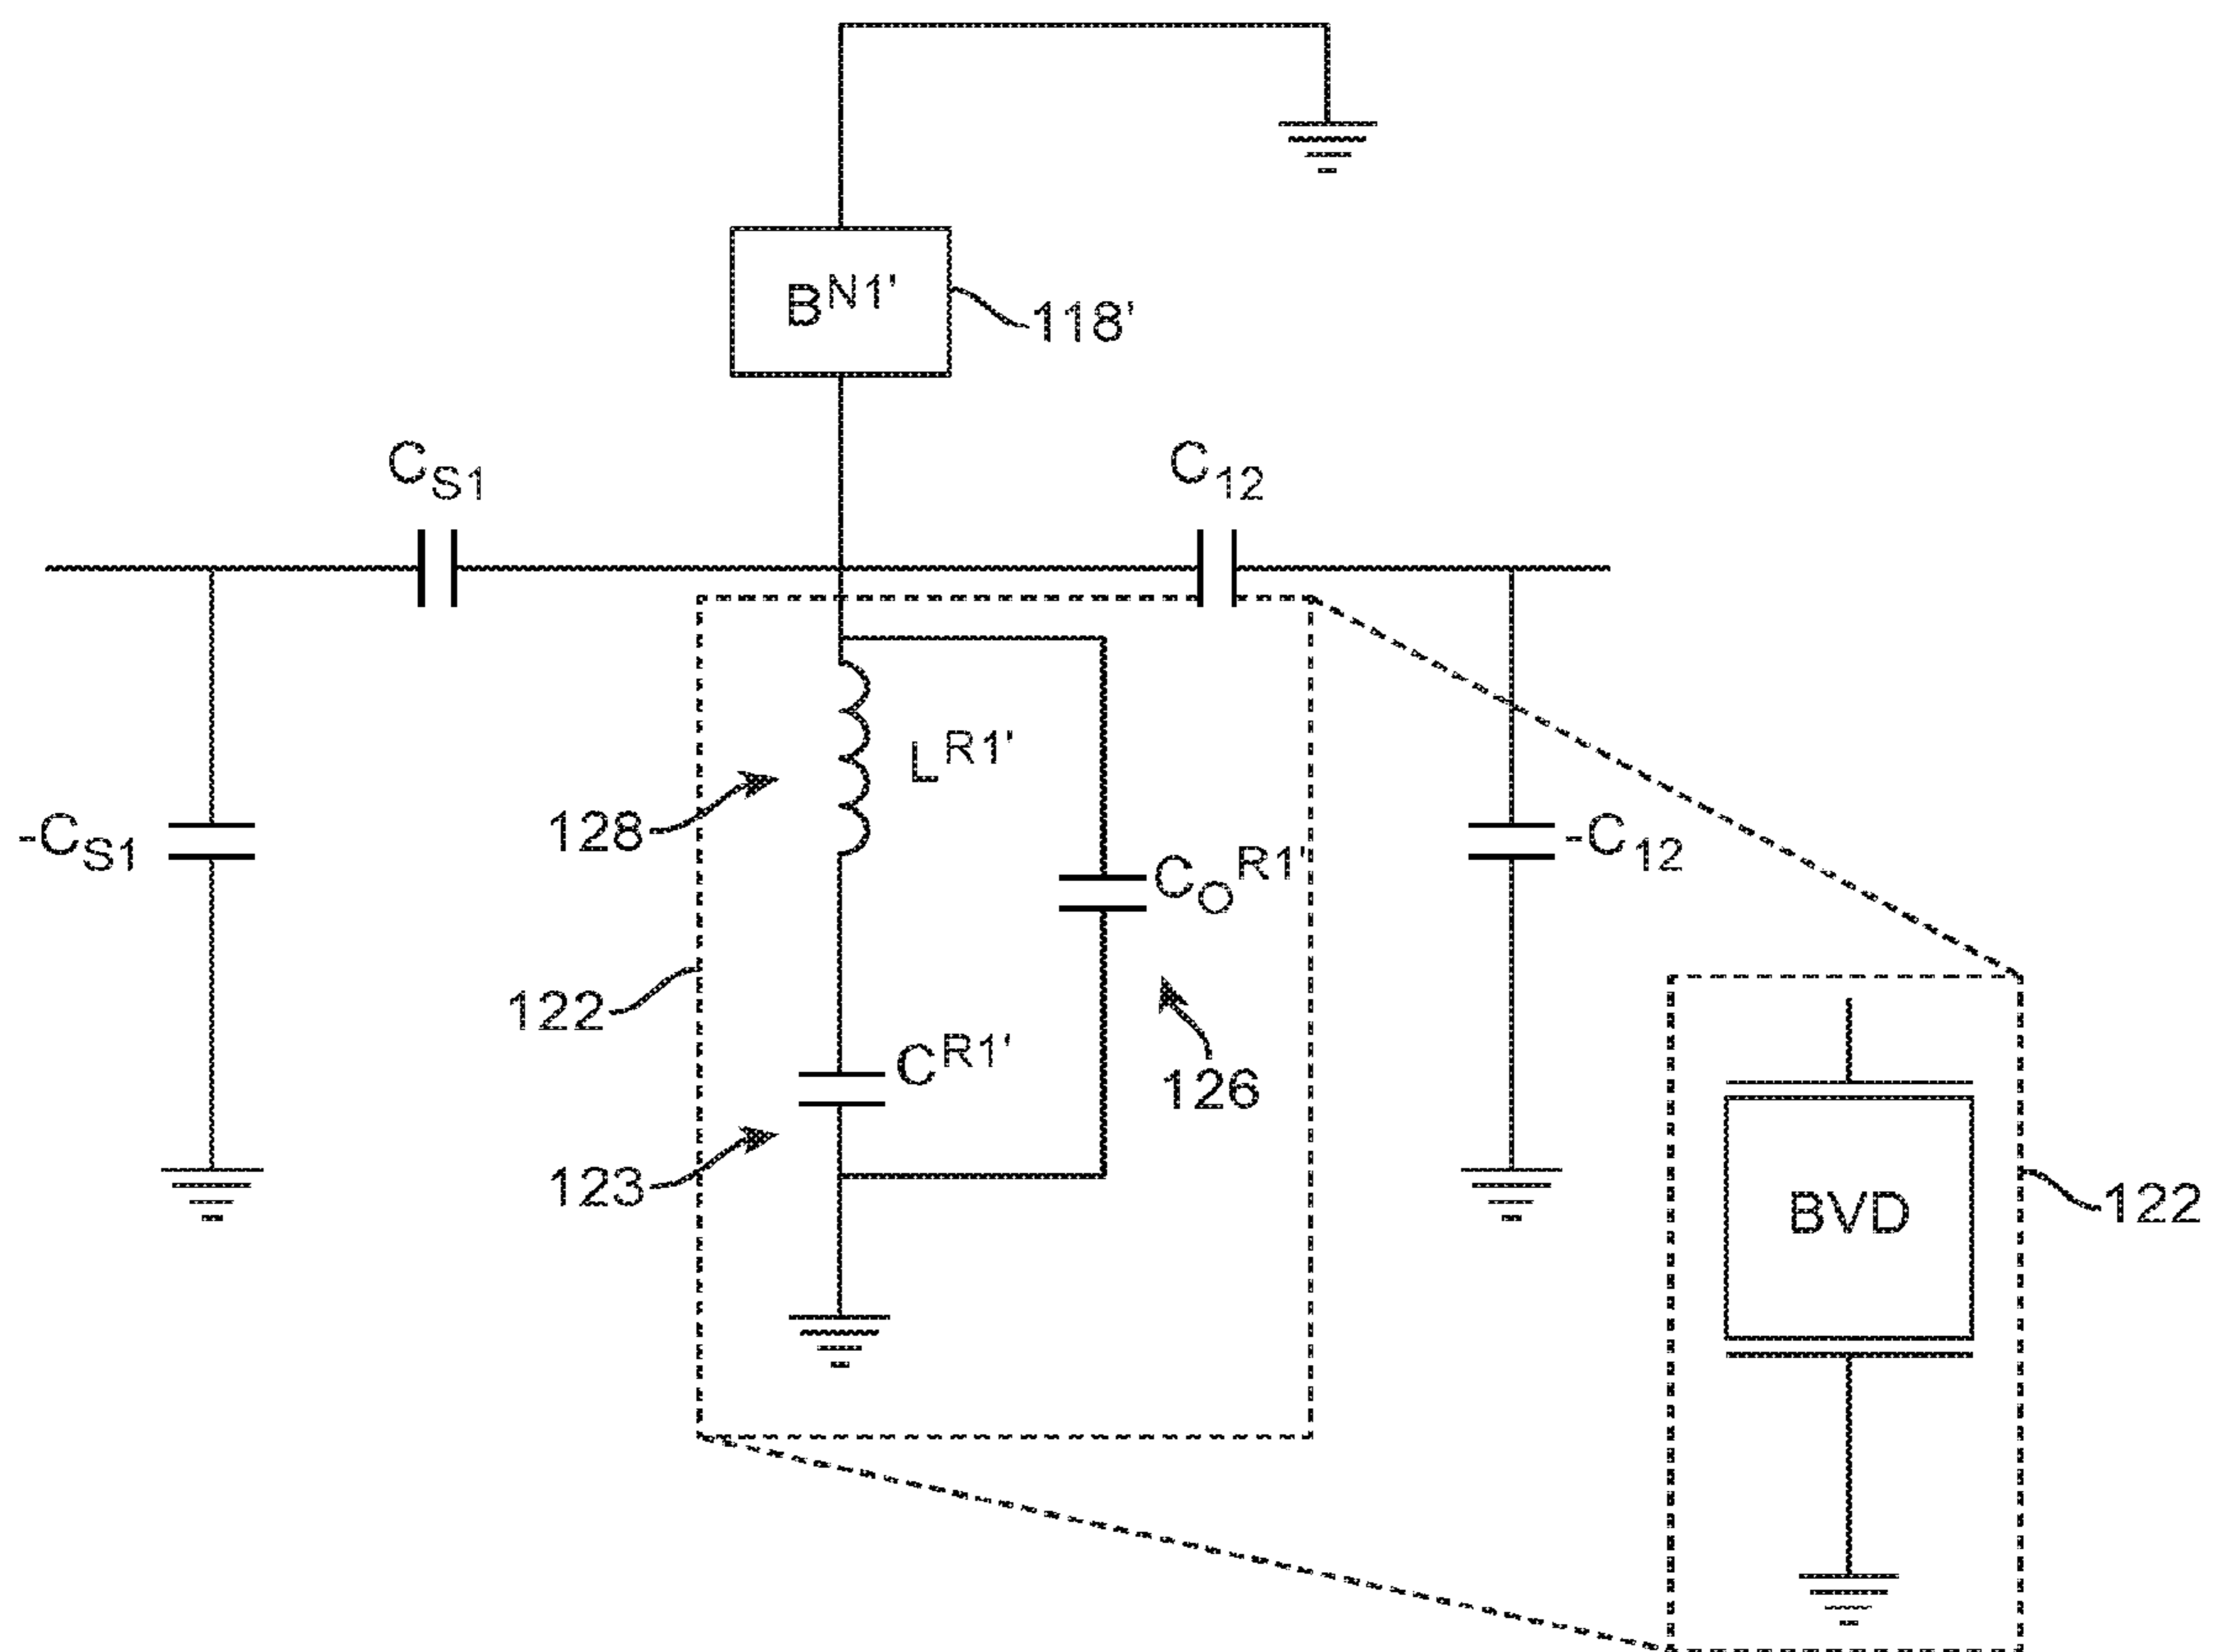 B^N1'
118'
C_S1
C_12
L^R1'
128
-C_S1
C_O^R1'
-C_12
122
C^R1'
126
123
BVD
122